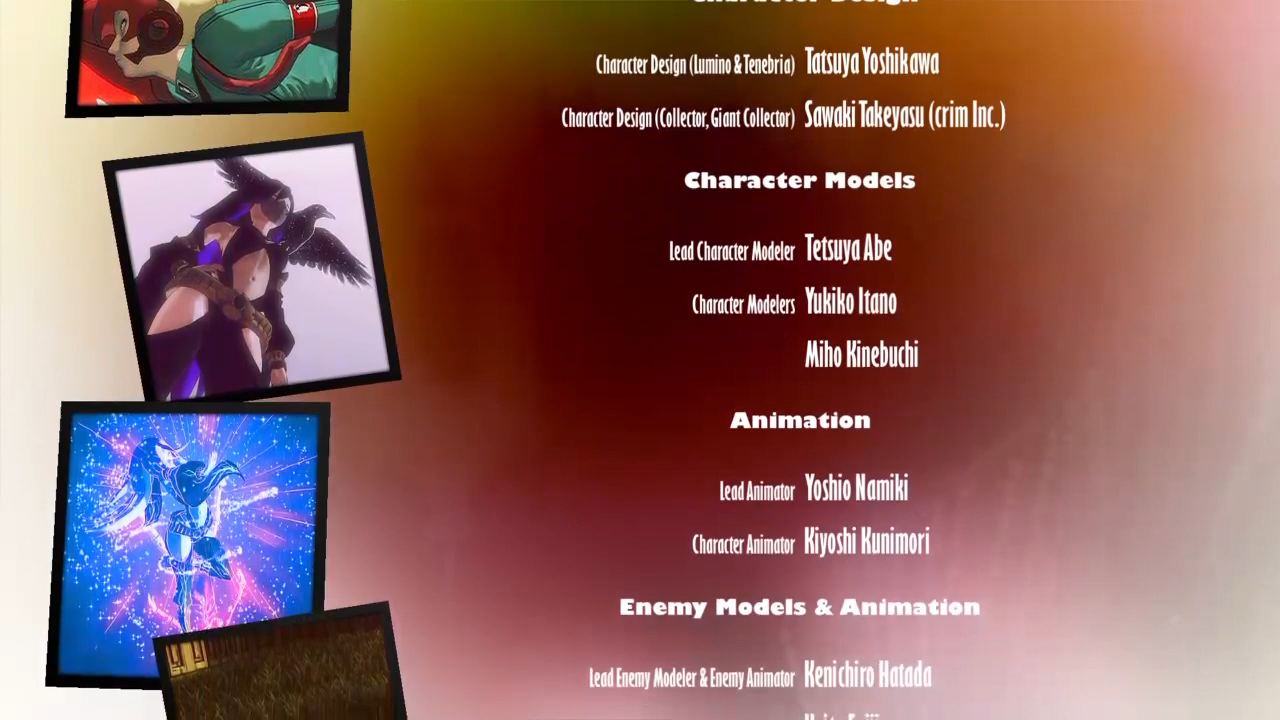 Character Design
Character Design (Lumino & Tenebria) Tatsuya Yoshikawa
Character Design (Collector, Giant Collector) Sawaki Takeyasu (crim Inc.)
Character Models
Lead Character Modeler Tetsuya Abe
Character Modelers Yukiko Itano
Miho Kinebuchi
Animation
Lead Animator Yoshio Namiki
Character Animator Kiyoshi Kunimori
Enemy Models & Animation
Lead Enemy Modeler & Enemy Animator Kenichiro Hatada